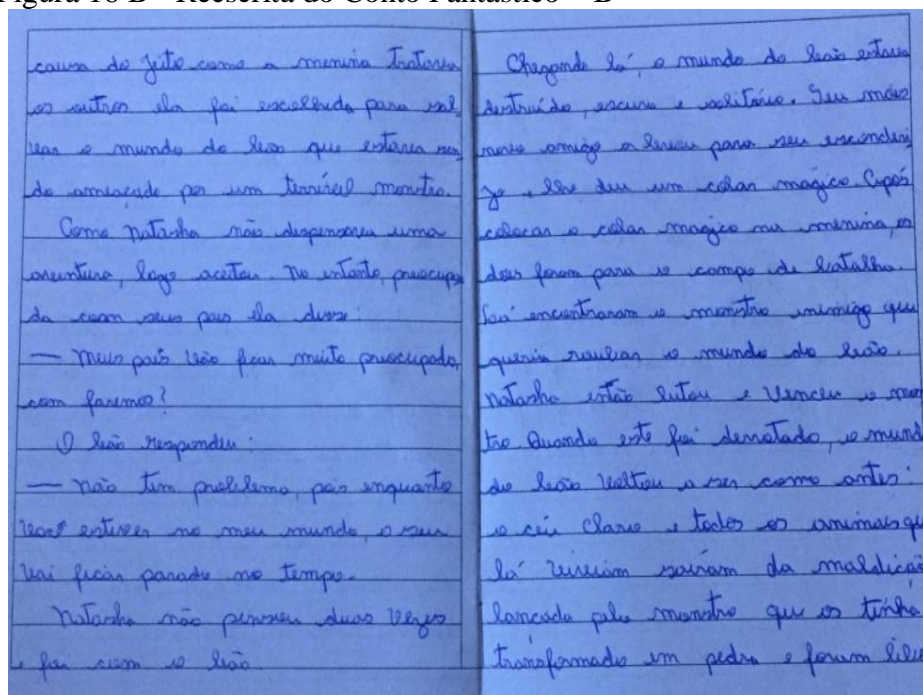 Figura 16 B - Reescrita do Conto Fantástico - B
causa do jeito como a menina tratava
os outros ela foi escolhida para sal
var o mundo do leão que estava sen
do ameaçado por um terrível monstro.
Como Natasha não dispensava uma
aventura, logo aceitou. No entanto, preocupa
da com seus pais ela disse:
— Meus pais vão ficar muito preocupado,
com faremos?
O leão respondeu:
— Não tem problema, pois enquanto
você estiver no meu mundo, o seu
vai ficar parado no tempo.
Natasha não pensou duas vezes
e foi com o leão
Chegando lá, o mundo do leão estava
destruído, escuro e solitário. Seu mais
novo amigo a levou para seu esconderi
jo e lhe deu um colar mágico. Após
colocar o colar magico na menina, os
dois foram para o campo de batalha.
Lá encontraram o monstro inimigo que
queria roubar o mundo do leão.
Natasha então lutou e venceu o mon
tro Quando este foi derrotado, o mund
do leão voltou a ser como antes:
o céu claro e todos os animais qu
lá viviam saíram da maldição
lançada pelo monstro que os tinha
transformado em pedra e foram